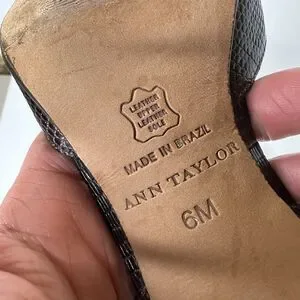 LEATHER
UPPER
LEATHER
SOLE
MADE IN BRAZIL
ANN TAYLOR
6M